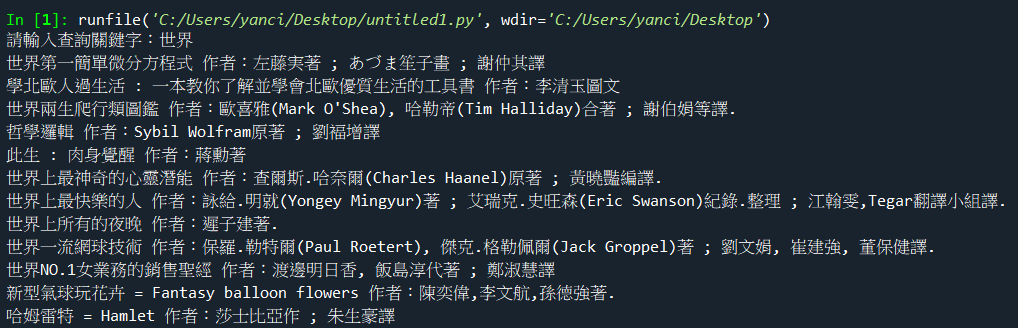 In [1]: runfile('C:/Users/yanci/Desktop/untitled1.py', wdir='C:/Users/yanci/Desktop')
請輸入查詢關鍵字：世界
世界第一簡單微分方程式 作者：左藤実著 ; あづま笙子畫 ; 謝仲其譯
學北歐人過生活 : 一本教你了解並學會北歐優質生活的工具書 作者：李清玉圖文
世界兩生爬行類圖鑑 作者：歐喜雅(Mark O'Shea), 哈勒帝(Tim Halliday)合著 ; 謝伯娟等譯.
哲學邏輯 作者：Sybil Wolfram原著 ; 劉福增譯
此生 : 肉身覺醒 作者：蔣勳著
世界上最神奇的心靈潛能 作者：查爾斯.哈奈爾(Charles Haanel)原著 ; 黃曉豔編譯.
世界上最快樂的人 作者：詠給.明就(Yongey Mingyur)著 ; 艾瑞克.史旺森(Eric Swanson)紀錄.整理 ; 江翰雯,Tegar翻譯小組譯.
世界上所有的夜晚 作者：遲子建著.
世界一流網球技術 作者：保羅.勒特爾(Paul Roetert), 傑克.格勒佩爾(Jack Groppel)著 ; 劉文娟, 崔建強, 董保健譯.
世界NO.1女業務的銷售聖經 作者：渡邊明日香, 飯島淳代著 ; 鄭淑慧譯
新型氣球玩花卉 = Fantasy balloon flowers 作者：陳奕偉,李文航,孫德強著.
哈姆雷特 = Hamlet 作者：莎士比亞作 ; 朱生豪譯